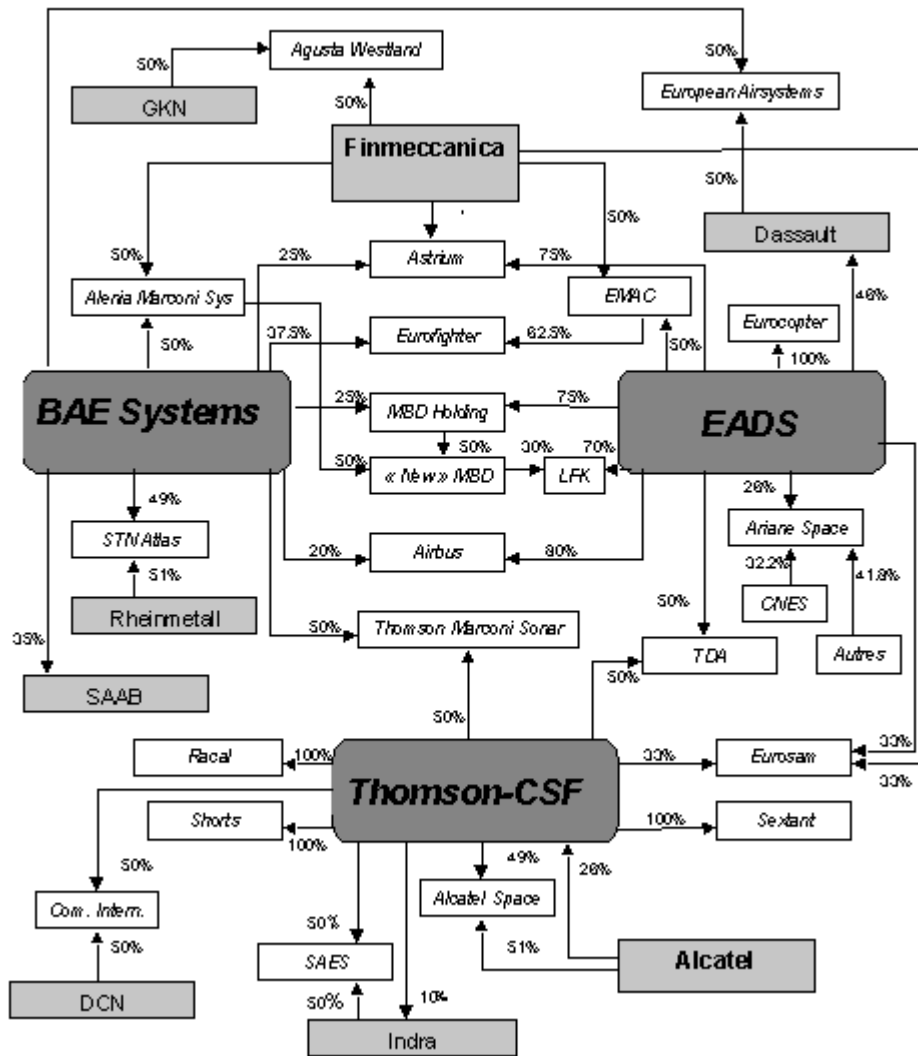 50%
Agusta Westland
50%
European Airsystems
GKN
50%
Finmeccanica
50%
50%
Dassault
50%
25%
Astrium
75%
46%
Alenia Marconi Sys
EMAC
Eurocopter
50%
37.5%
Eurofighter
62.5%
50%
100%
BAE Systems
25%
MBD Holding
75%
EADS
50%
30%
70%
50%
« New » MBD
LFK
26%
49%
STN Atlas
20%
Airbus
80%
Ariane Space
51%
32.2%
41.8%
Rheinmetall
CNES
35%
50%
Thomson Marconi Sonar
50%
TDA
Autres
SAAB
50%
50%
Racal
100%
33%
Eurosam
33%
Thomson-CSF
33%
Shorts
100%
100%
Sextant
50%
49%
26%
Com. Intern.
Alcatel Space
50%
50%
SAES
51%
Alcatel
DCN
50%
10%
Indra